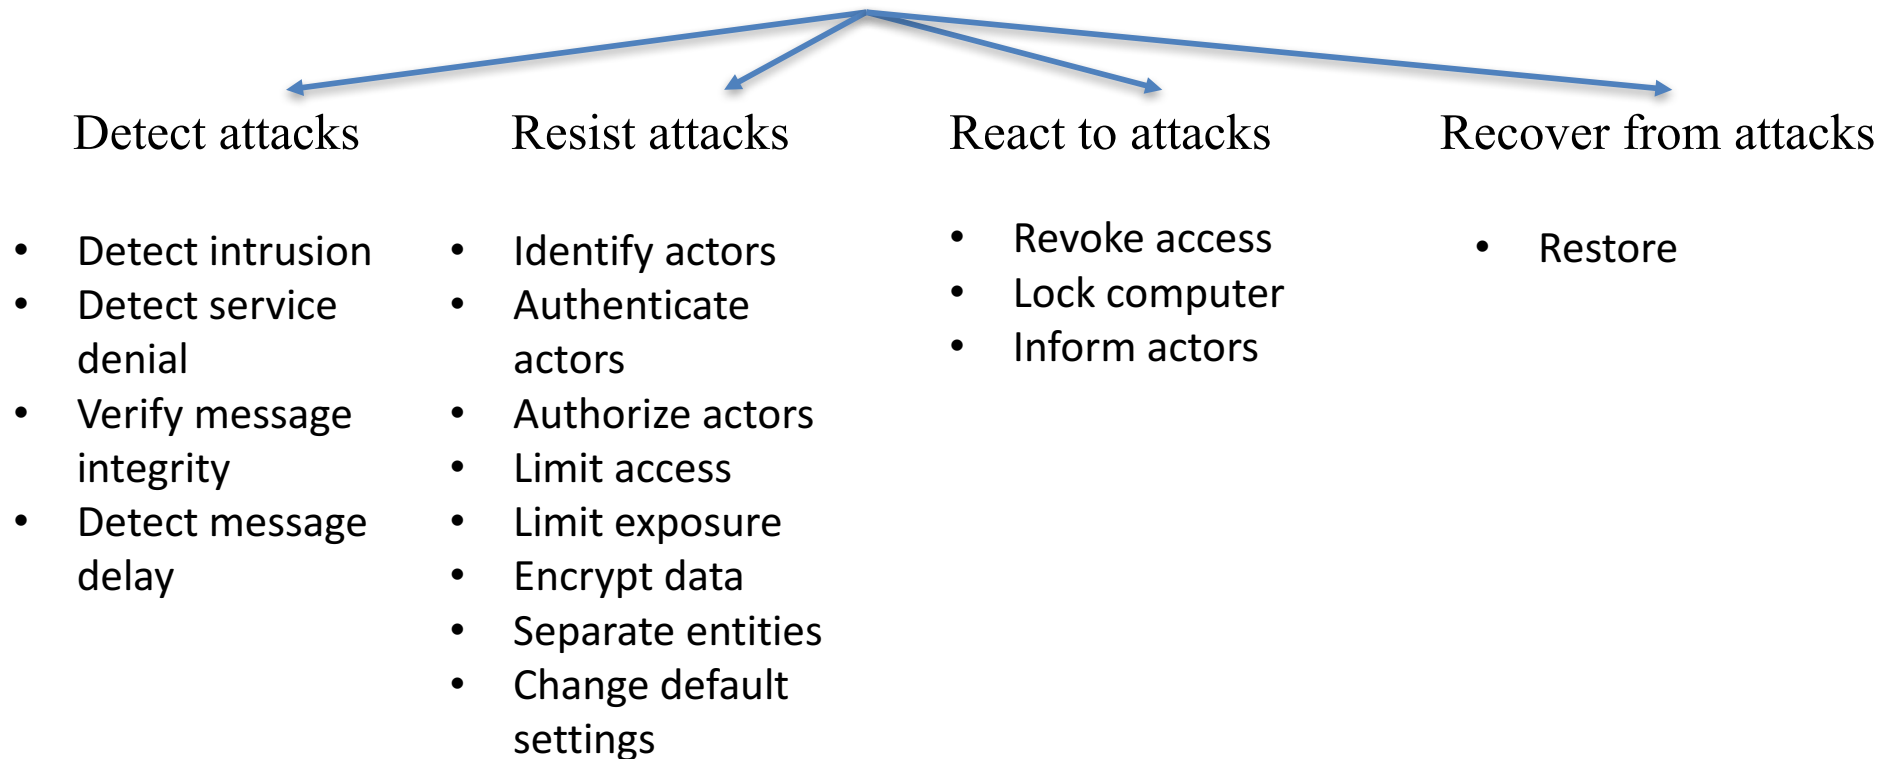 Detect attacks
• Detect intrusion
• Detect service
denial
• Verify message
integrity
• Detect message
delay
Resist attacks
• Identify actors
• Authenticate
actors
• Authorize actors
• Limit access
• Limit exposure
• Encrypt data
• Separate entities
• Change default
settings
React to attacks
• Revoke access
• Lock computer
• Inform actors
Recover from attacks
• Restore